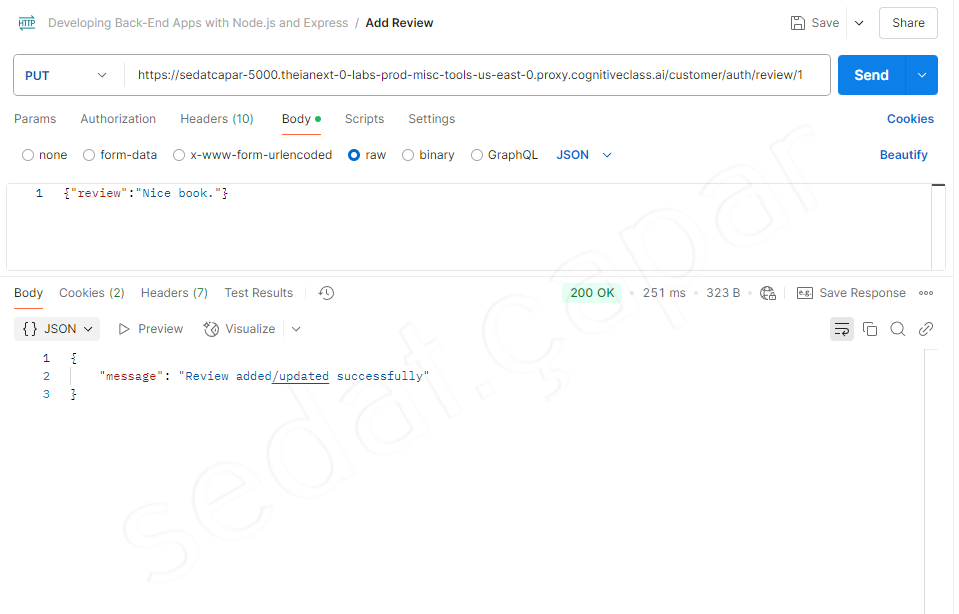 HTTP Developing Back-End Apps with Node.js and Express / Add Review Save Share
PUT https://sedatcapar-5000.theianext-0-labs-prod-misc-tools-us-east-0.proxy.cognitiveclass.ai/customer/auth/review/1 Send
Params Authorization Headers (10) Body Scripts Settings Cookies
none form-data x-www-form-urlencoded raw binary GraphQL JSON Beautify
1 {"review":"Nice book."}
Body Cookies (2) Headers (7) Test Results 200 OK • 251 ms • 323 B • e.g. Save Response
{} JSON Preview Visualize
1 {
2 "message": "Review added/updated successfully"
3 }
sedat.çapar